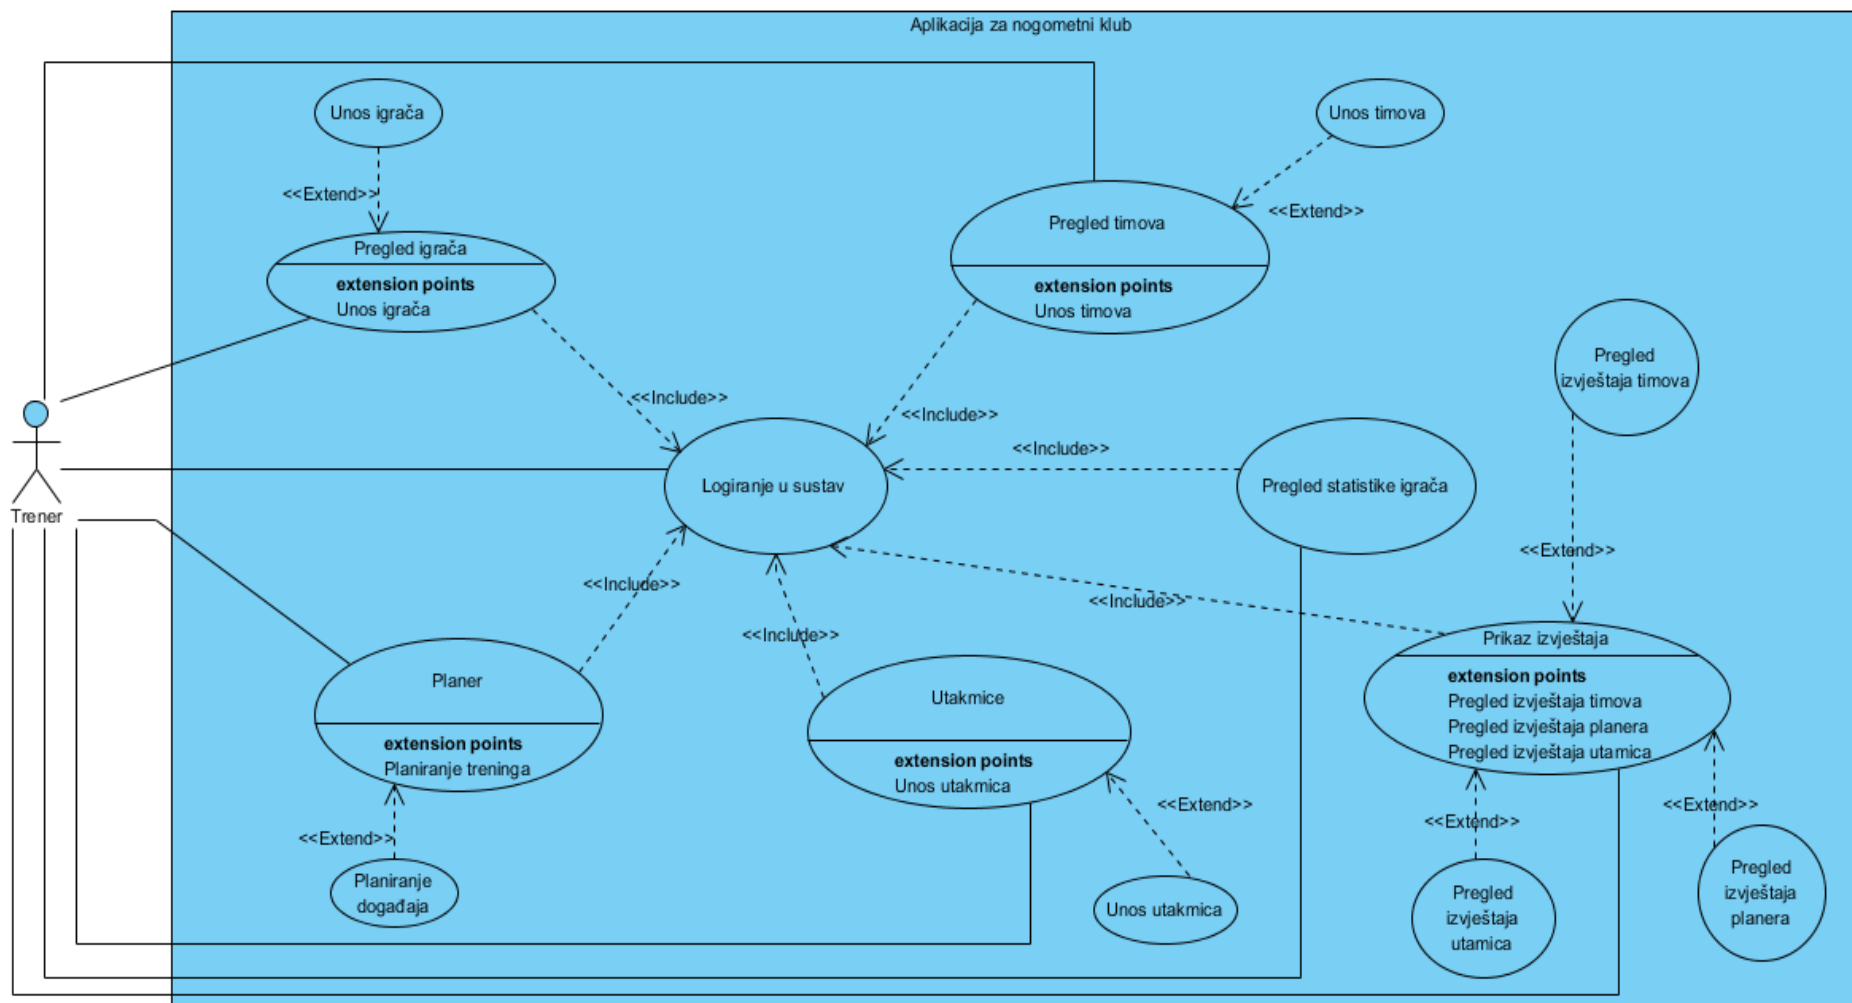 Aplikacija za nogometni klub
Unos igrača
Unos timova
<<Extend>>
<<Extend>>
Pregled igrača
extension points
Unos igrača
Pregled timova
extension points
Unos timova
Pregled
izvještaja timova
<<Include>>
<<Include>>
<<Include>>
Logiranje u sustav
Pregled statistike igrača
Trener
<<Extend>>
<<Include>>
<<Include>>
<<Include>>
Prikaz izvještaja
extension points
Pregled izvještaja timova
Pregled izvještaja planera
Pregled izvještaja utamica
Planer
extension points
Planiranje treninga
Utakmice
extension points
Unos utakmica
<<Extend>>
<<Extend>>
<<Extend>>
<<Extend>>
Planiranje
događaja
Unos utakmica
Pregled
izvještaja
utamica
Pregled
izvještaja
planera